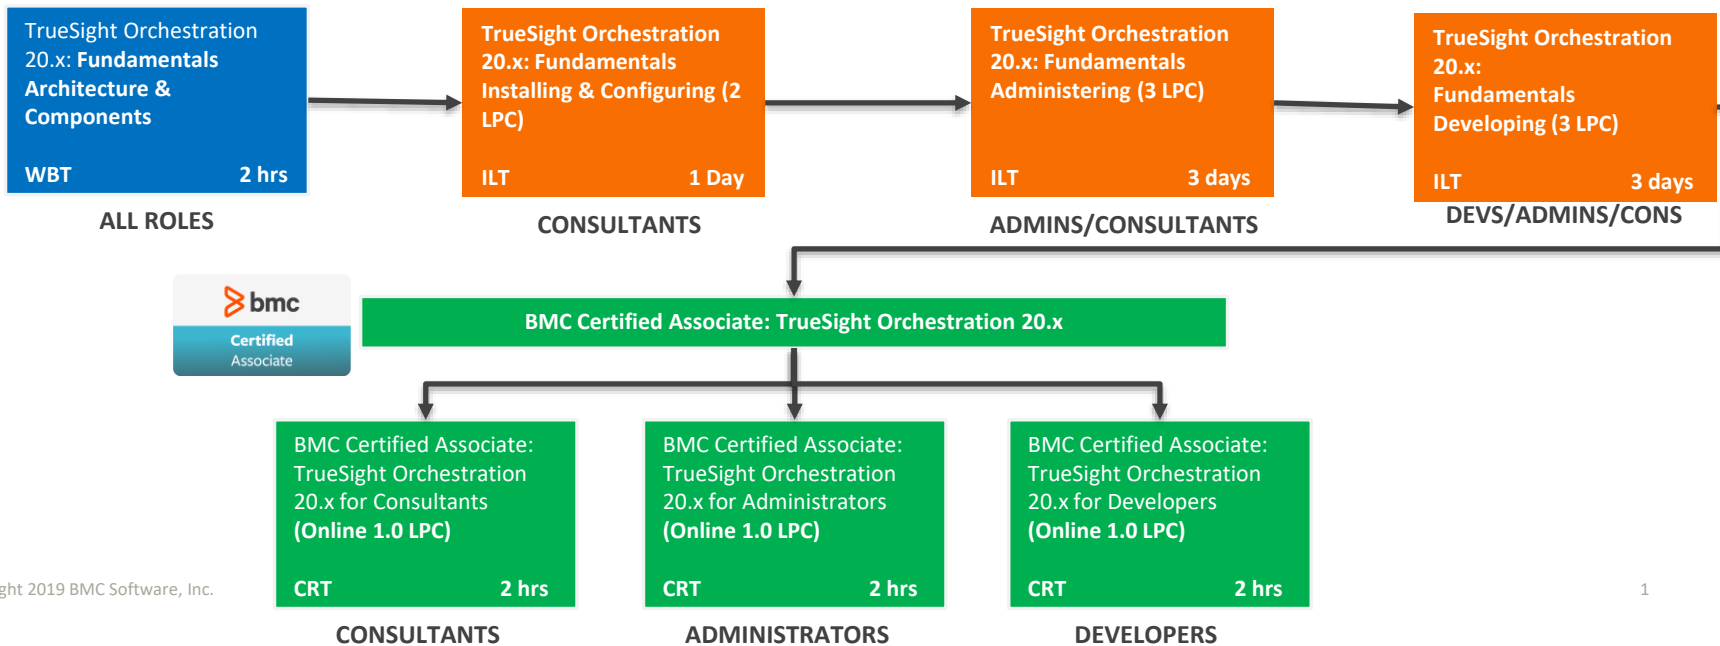 TrueSight Orchestration
20.x: Fundamentals
Architecture &
Components
WBT 2 hrs
ALL ROLES
TrueSight Orchestration
20.x: Fundamentals
Installing & Configuring (2
LPC)
ILT 1 Day
CONSULTANTS
TrueSight Orchestration
20.x: Fundamentals
Administering (3 LPC)
ILT 3 days
ADMINS/CONSULTANTS
TrueSight Orchestration
20.x:
Fundamentals
Developing (3 LPC)
ILT 3 days
DEVS/ADMINS/CONS
bmc
Certified
Associate
BMC Certified Associate: TrueSight Orchestration 20.x
BMC Certified Associate:
TrueSight Orchestration
20.x for Consultants
(Online 1.0 LPC)
CRT 2 hrs
CONSULTANTS
BMC Certified Associate:
TrueSight Orchestration
20.x for Administrators
(Online 1.0 LPC)
CRT 2 hrs
ADMINISTRATORS
BMC Certified Associate:
TrueSight Orchestration
20.x for Developers
(Online 1.0 LPC)
CRT 2 hrs
DEVELOPERS
ght 2019 BMC Software, Inc.
1